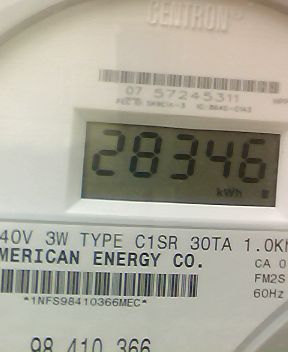 CENTRON®
07 57245311
28346
kWh
40V 3W TYPE C1SR 30TA 1.0K
MERICAN ENERGY CO.
CA 0
FM2S
60Hz
*1NFS98410366MEC*
98 410 366